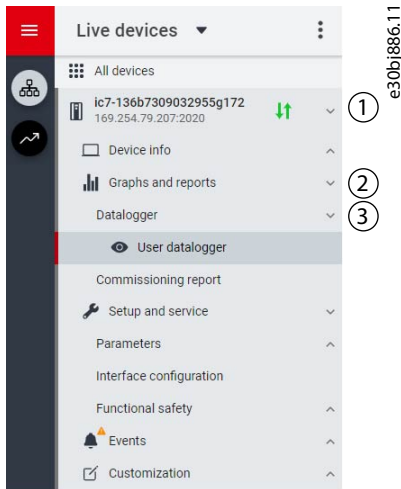 Live devices
All devices
ic7-136b7309032955g172
169.254.79.207:2020
1
Device info
Graphs and reports
2
Datalogger
3
User datalogger
Commissioning report
Setup and service
Parameters
Interface configuration
Functional safety
Events
Customization
e30bj886.11